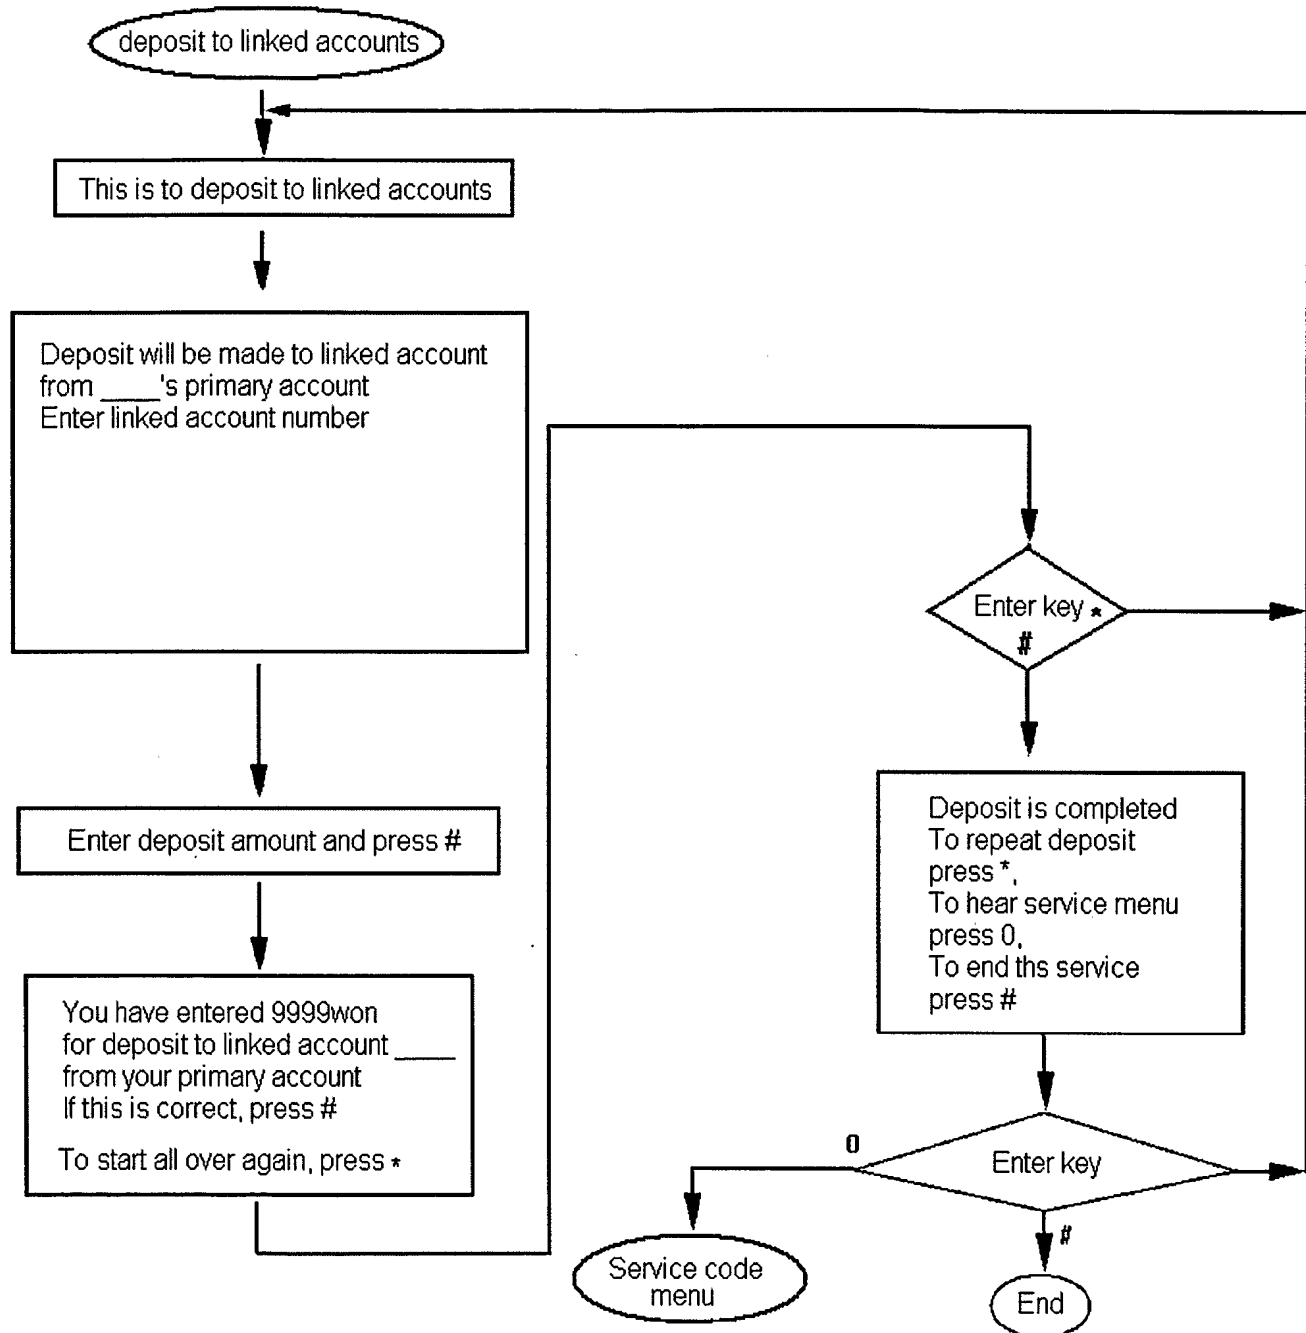 deposit to linked accounts
This is to deposit to linked accounts
Deposit will be made to linked account
from ____'s primary account
Enter linked account number
Enter deposit amount and press #
You have entered 9999won
for deposit to linked account ____
from your primary account
If this is correct, press #
To start all over again, press *
Enter key *
#
Deposit is completed
To repeat deposit
press *,
To hear service menu
press 0,
To end ths service
press #
0
Enter key
#
Service code
menu
End